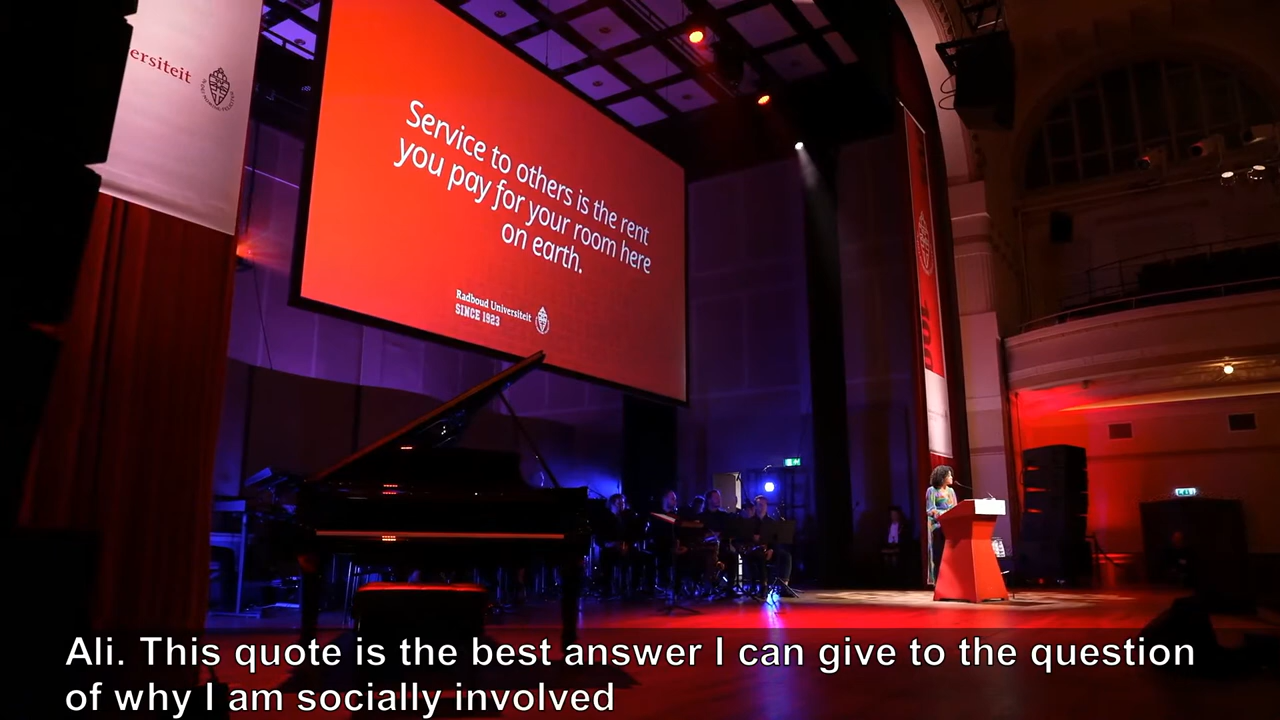 ersiteit
Service to others is the rent
you pay for your room here
on earth.
Radboud Universiteit
SINCE 1923
Ali. This quote is the best answer I can give to the question
of why I am socially involved